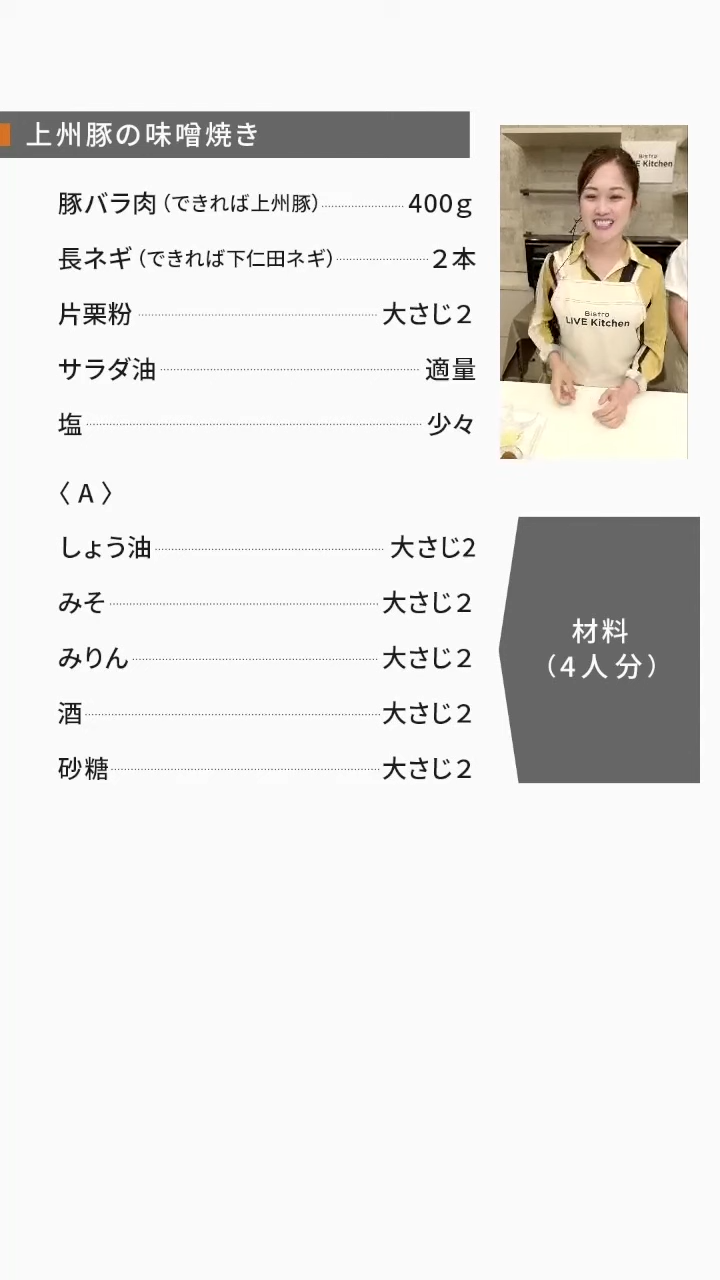 上州豚の味噌焼き
豚バラ肉（できれば上州豚） 400ｇ
長ネギ（できれば下仁田ネギ） ２本
片栗粉 大さじ２
サラダ油 適量
塩 少々
〈 A 〉
しょう油 大さじ2
みそ 大さじ２
みりん 大さじ２
酒 大さじ２
砂糖 大さじ２
Bistro
LIVE Kitchen
材料
（4人分）